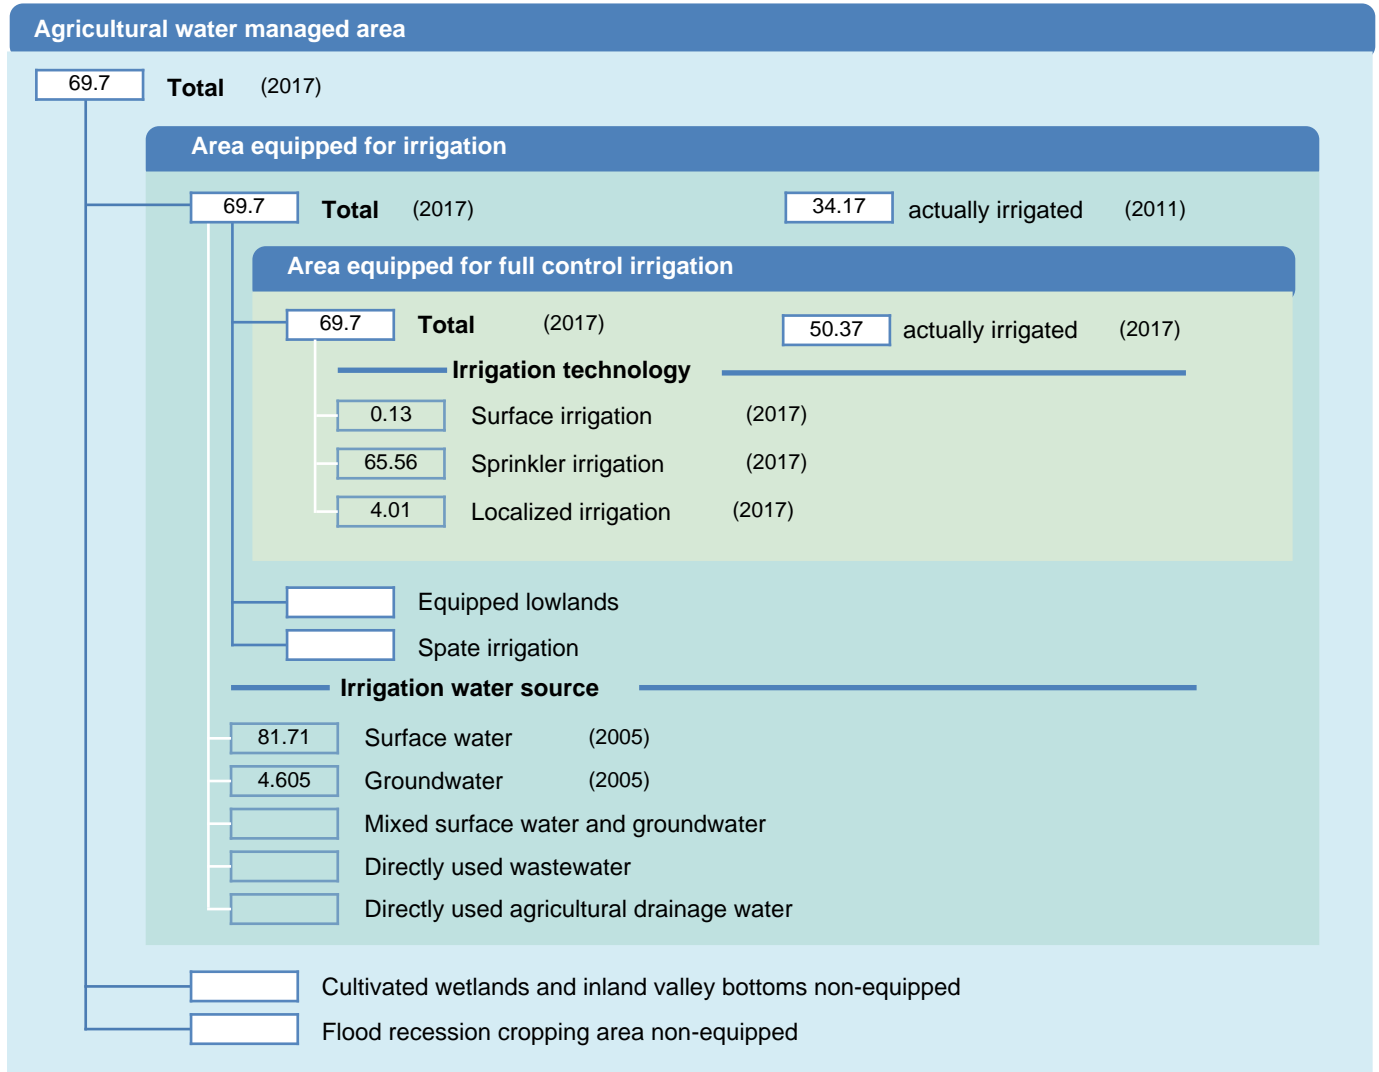 Agricultural water managed area
69.7 Total (2017)
Area equipped for irrigation
69.7 Total (2017) 34.17 actually irrigated (2011)
Area equipped for full control irrigation
69.7 Total (2017) 50.37 actually irrigated (2017)
Irrigation technology
0.13 Surface irrigation (2017)
65.56 Sprinkler irrigation (2017)
4.01 Localized irrigation (2017)
Equipped lowlands
Spate irrigation
Irrigation water source
81.71 Surface water (2005)
4.605 Groundwater (2005)
Mixed surface water and groundwater
Directly used wastewater
Directly used agricultural drainage water
Cultivated wetlands and inland valley bottoms non-equipped
Flood recession cropping area non-equipped